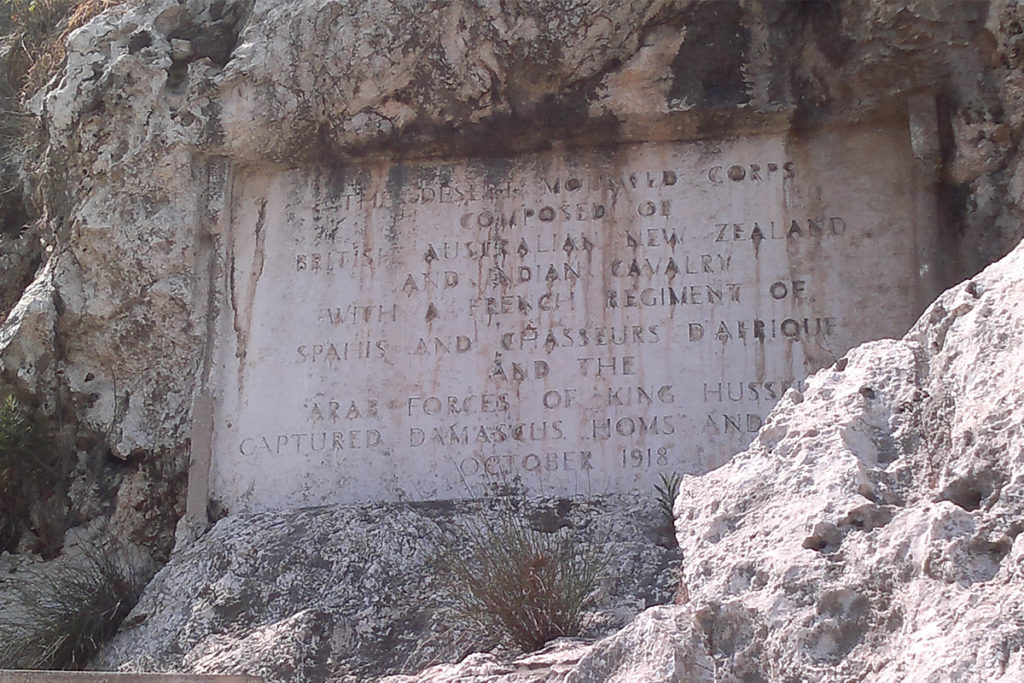 THE DESERT MOUNTED CORPS
COMPOSED OF
BRITISH AUSTRALIAN NEW ZEALAND
AND INDIAN CAVALRY
WITH A FRENCH REGIMENT OF
SPAHIS AND CHASSEURS D'AFRIQUE
AND THE
ARAB FORCES OF KING HUSSEIN
CAPTURED DAMASCUS HOMS AND
OCTOBER 1918